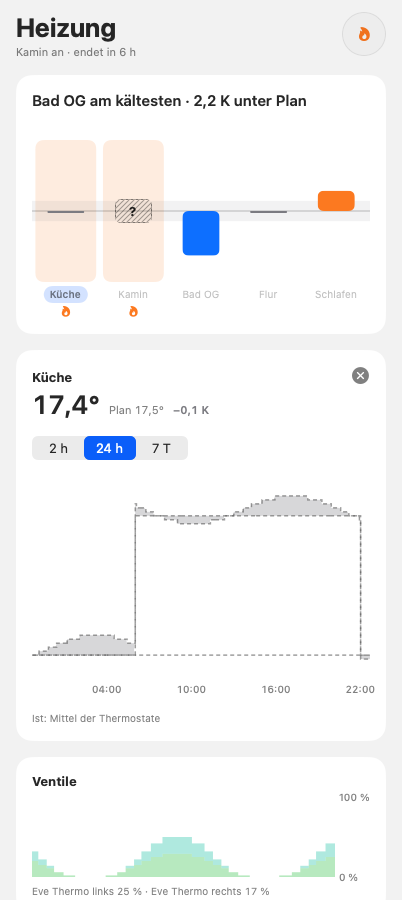 Heizung
Kamin an · endet in 6 h
Bad OG am kältesten · 2,2 K unter Plan
?
Küche Kamin Bad OG Flur Schlafen
Küche
17,4° Plan 17,5° −0,1 K
2 h 24 h 7 T
04:00 10:00 16:00 22:00
Ist: Mittel der Thermostate
Ventile
100 %
0 %
Eve Thermo links 25 % · Eve Thermo rechts 17 %